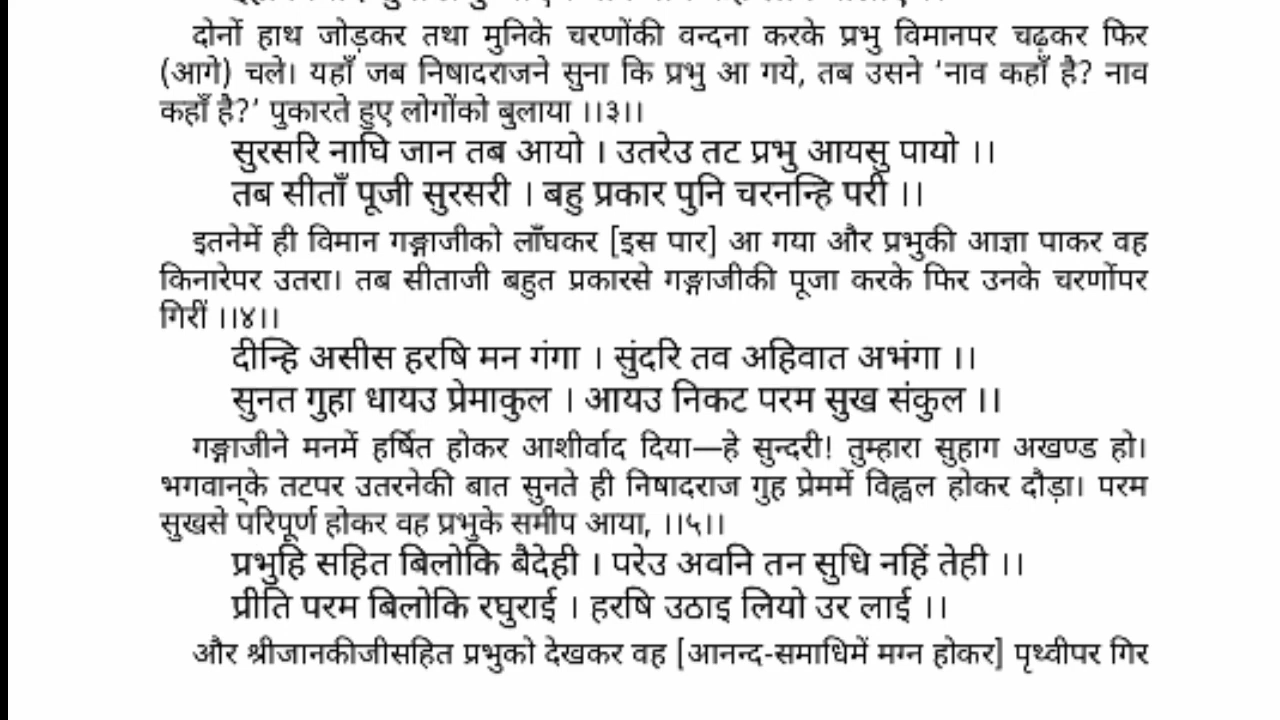 दोनों हाथ जोड़कर तथा मुनिके चरणोंकी वन्दना करके प्रभु विमानपर चढ़कर फिर
(आगे) चले। यहाँ जब निषादराजने सुना कि प्रभु आ गये, तब उसने ‘नाव कहाँ है? नाव
कहाँ है?’ पुकारते हुए लोगोंको बुलाया ।।३।।
सुरसरि नाघि जान तब आयो । उतरेउ तट प्रभु आयसु पायो ।।
तब सीताँ पूजी सुरसरी । बहु प्रकार पुनि चरनन्हि परी ।।
इतनेमें ही विमान गङ्गाजीको लाँघकर [इस पार] आ गया और प्रभुकी आज्ञा पाकर वह
किनारेपर उतरा। तब सीताजी बहुत प्रकारसे गङ्गाजीकी पूजा करके फिर उनके चरणोंपर
गिरीं ।।४।।
दीन्हि असीस हरषि मन गंगा । सुंदरि तव अहिवात अभंगा ।।
सुनत गुहा धायउ प्रेमाकुल । आयउ निकट परम सुख संकुल ।।
गङ्गाजीने मनमें हर्षित होकर आशीर्वाद दिया—हे सुन्दरी! तुम्हारा सुहाग अखण्ड हो।
भगवान्‌के तटपर उतरनेकी बात सुनते ही निषादराज गुह प्रेममें विह्वल होकर दौड़ा। परम
सुखसे परिपूर्ण होकर वह प्रभुके समीप आया, ।।५।।
प्रभुहि सहित बिलोकि बैदेही । परेउ अवनि तन सुधि नहिं तेही ।।
प्रीति परम बिलोकि रघुराई । हरषि उठाइ लियो उर लाई ।।
और श्रीजानकीजीसहित प्रभुको देखकर वह [आनन्द-समाधिमें मग्न होकर] पृथ्वीपर गिर